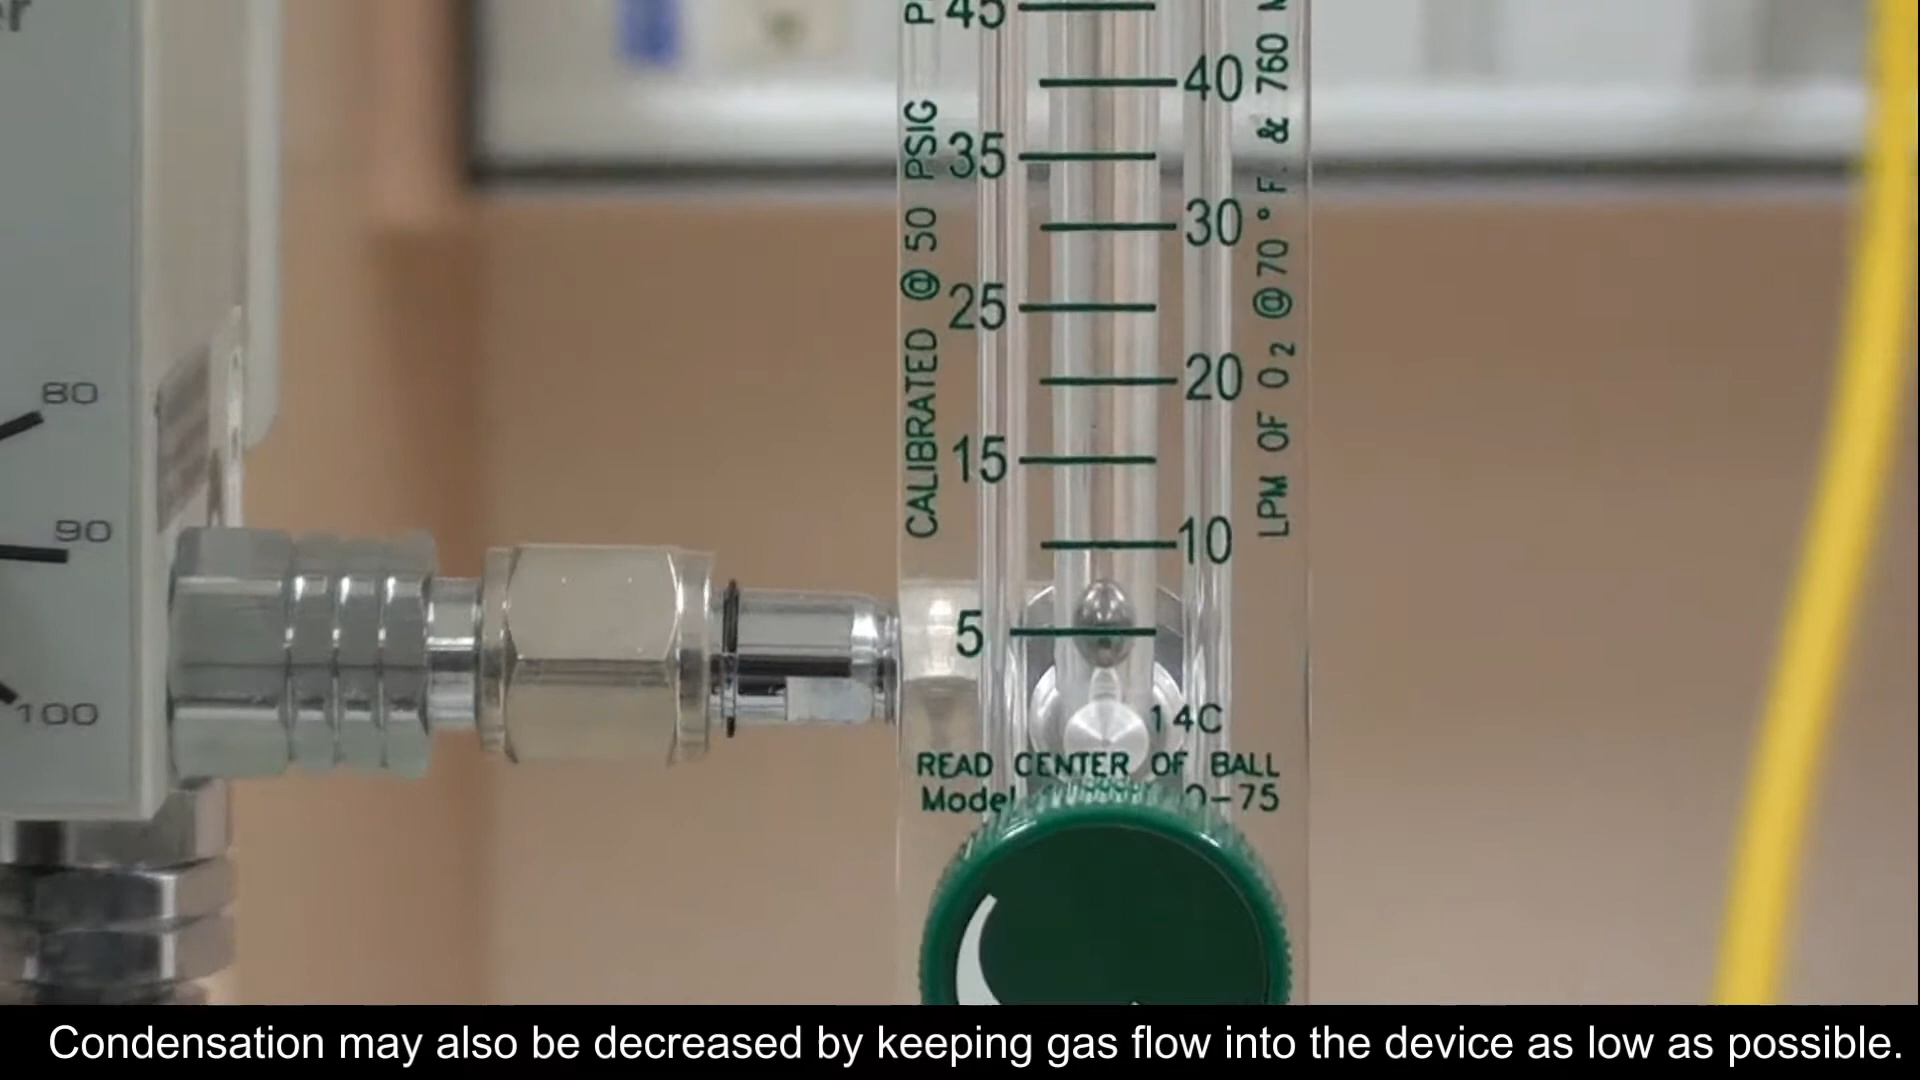 45
40
35
30
25
20
15
10
5
CALIBRATED @ 50 PSIG
LPM OF O2 @ 70 °F. & 760
14C
READ CENTER OF BALL
Model
-75
80
90
100
Condensation may also be decreased by keeping gas flow into the device as low as possible.